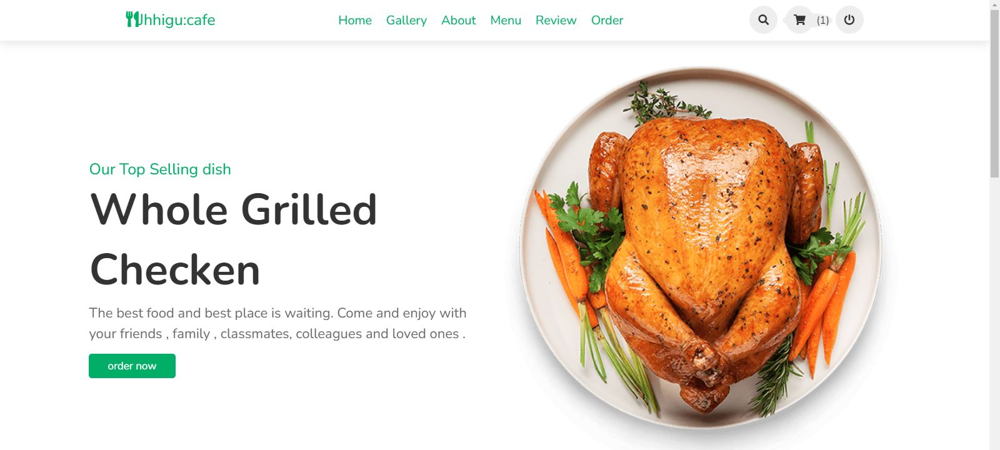 Jhhigu:cafe
Home Gallery About Menu Review Order
(1)
Our Top Selling dish
Whole Grilled
Checken
The best food and best place is waiting. Come and enjoy with
your friends , family , classmates, colleagues and loved ones .
order now